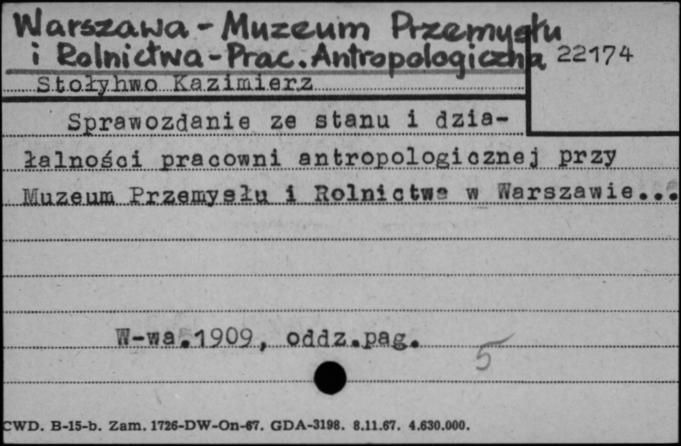 Warszawa - Muzeum Przemysłu
i Rolnictwa - Prac. Antropologiczna
22174
Stołyhwo Kazimierz
Sprawozdanie ze stanu i dzia-
łalności pracowni antropologicznej przy
Muzeum Przemysłu i Rolnictwa w Warszawie...
W-wa.1909, oddz.pag.
5
CWD. B-15-b. Zam. 1726-DW-On-67. GDA-3198. 8.11.67. 4.630.000.